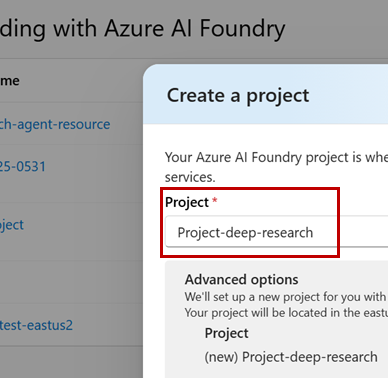 ding with Azure AI Foundry
me
ch-agent-resource
25-0531
ject
test-eastus2
Create a project
Your Azure AI Foundry project is whe
services.
Project *
Project-deep-research
Advanced options
We'll set up a new project for you with
Your project will be located in the eastu
Project
(new) Project-deep-research